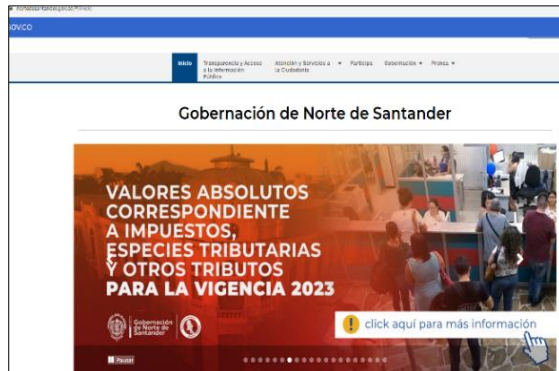 GOV.CO
Inicio
Transparencia y Acceso
a la Información
Pública
Atención y Servicios a
la Ciudadanía
Participa
Gobernación
Prensa
Gobernación de Norte de Santander
VALORES ABSOLUTOS
CORRESPONDIENTE
A IMPUESTOS,
ESPECIES TRIBUTARIAS
Y OTROS TRIBUTOS
PARA LA VIGENCIA 2023
Gobernación
de Norte de
Santander
! click aquí para más información
Pausar